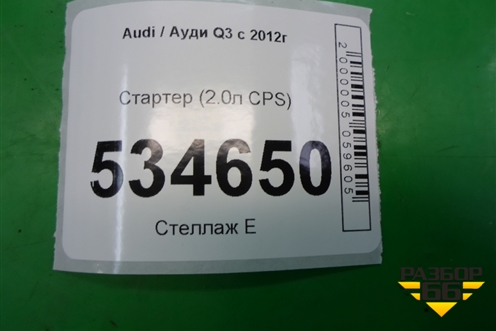 Audi / Ауди Q3 с 2012г
Стартер (2.0л CPS)
534650
Стеллаж Е
2000005059605
РАЗБОР
66